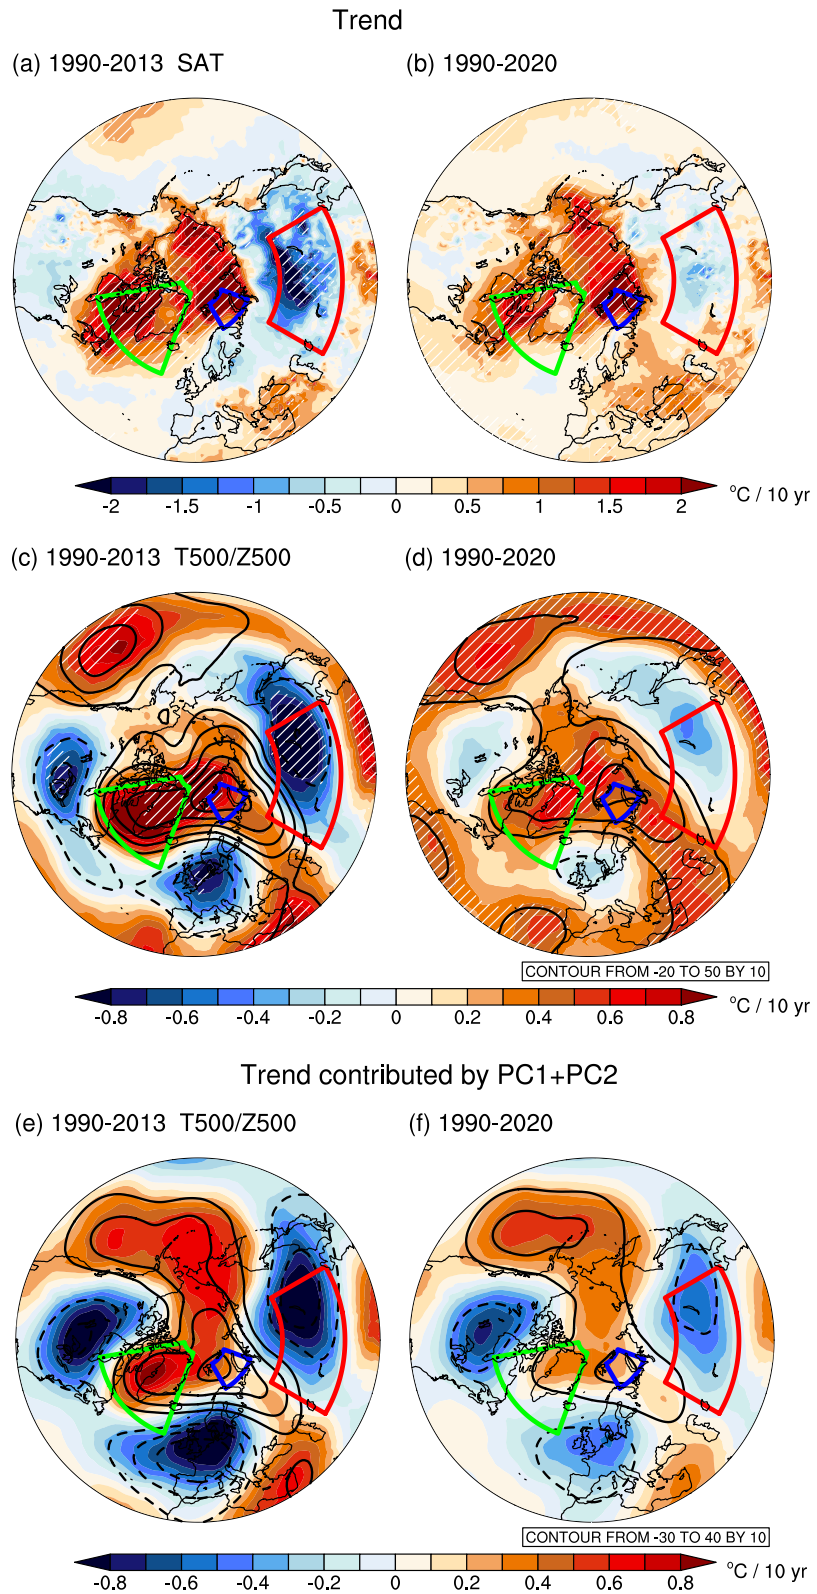 Trend
(a) 1990-2013 SAT
(b) 1990-2020
-2 -1.5 -1 -0.5 0 0.5 1 1.5 2
°C / 10 yr
(c) 1990-2013 T500/Z500
(d) 1990-2020
CONTOUR FROM -20 TO 50 BY 10
-0.8 -0.6 -0.4 -0.2 0 0.2 0.4 0.6 0.8
°C / 10 yr
Trend contributed by PC1+PC2
(e) 1990-2013 T500/Z500
(f) 1990-2020
CONTOUR FROM -30 TO 40 BY 10
-0.8 -0.6 -0.4 -0.2 0 0.2 0.4 0.6 0.8
°C / 10 yr